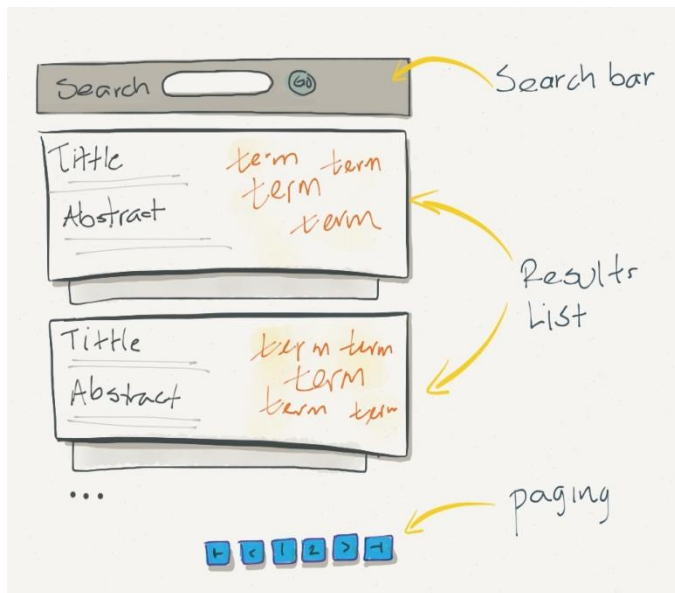 Search GO
Search bar
Tittle
term term
term
Abstract
term
Results
List
Tittle
term term
term
Abstract
term term
...
paging
< 1 2 >